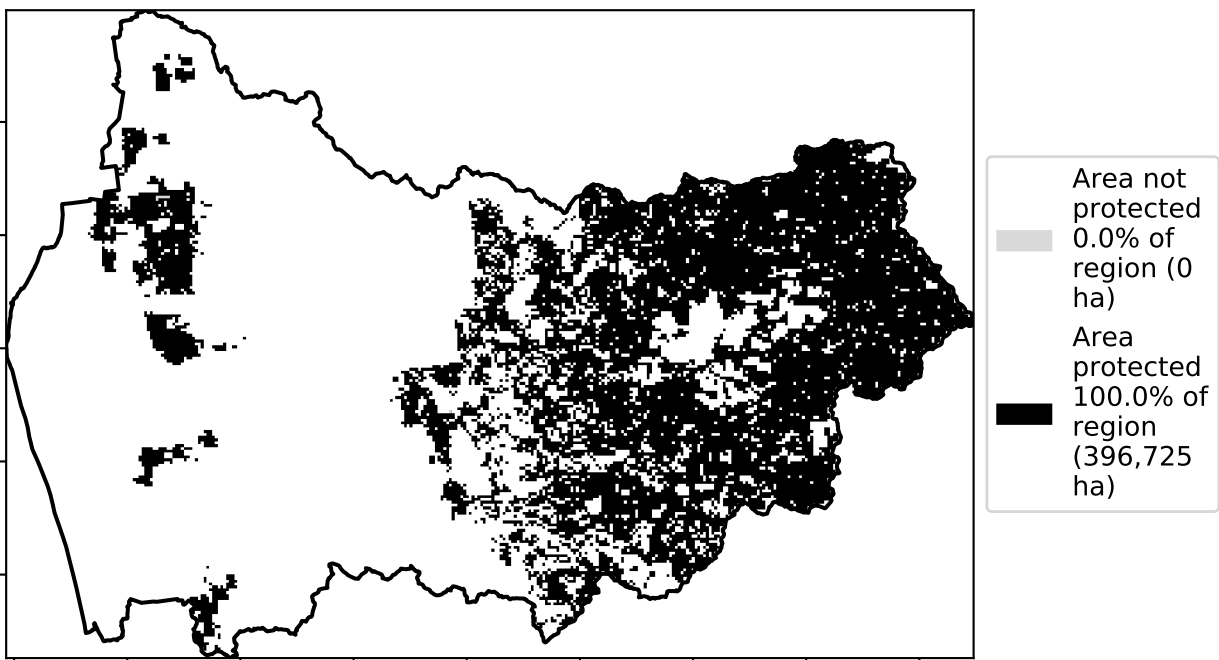 Area not
protected
0.0% of
region (0
ha)
Area
protected
100.0% of
region
(396,725
ha)